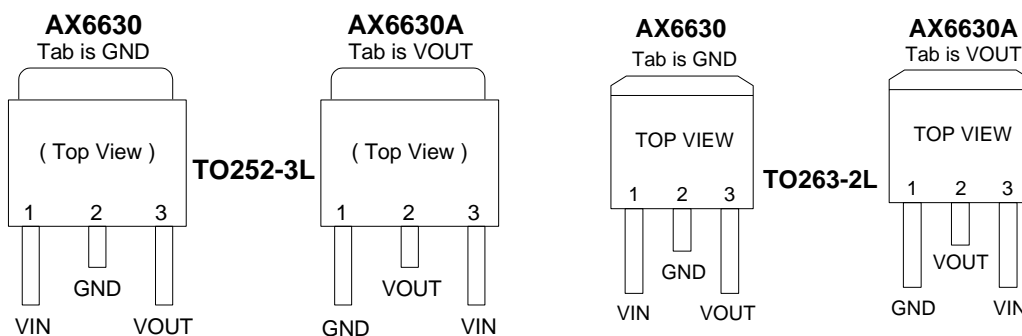 AX6630
Tab is GND
( Top View )
1 2 3
GND
VIN VOUT
TO252-3L
AX6630A
Tab is VOUT
( Top View )
1 2 3
VOUT
GND VIN
AX6630
Tab is GND
TOP VIEW
1 2 3
GND
VIN VOUT
TO263-2L
AX6630A
Tab is VOUT
TOP VIEW
1 2 3
VOUT
GND VIN